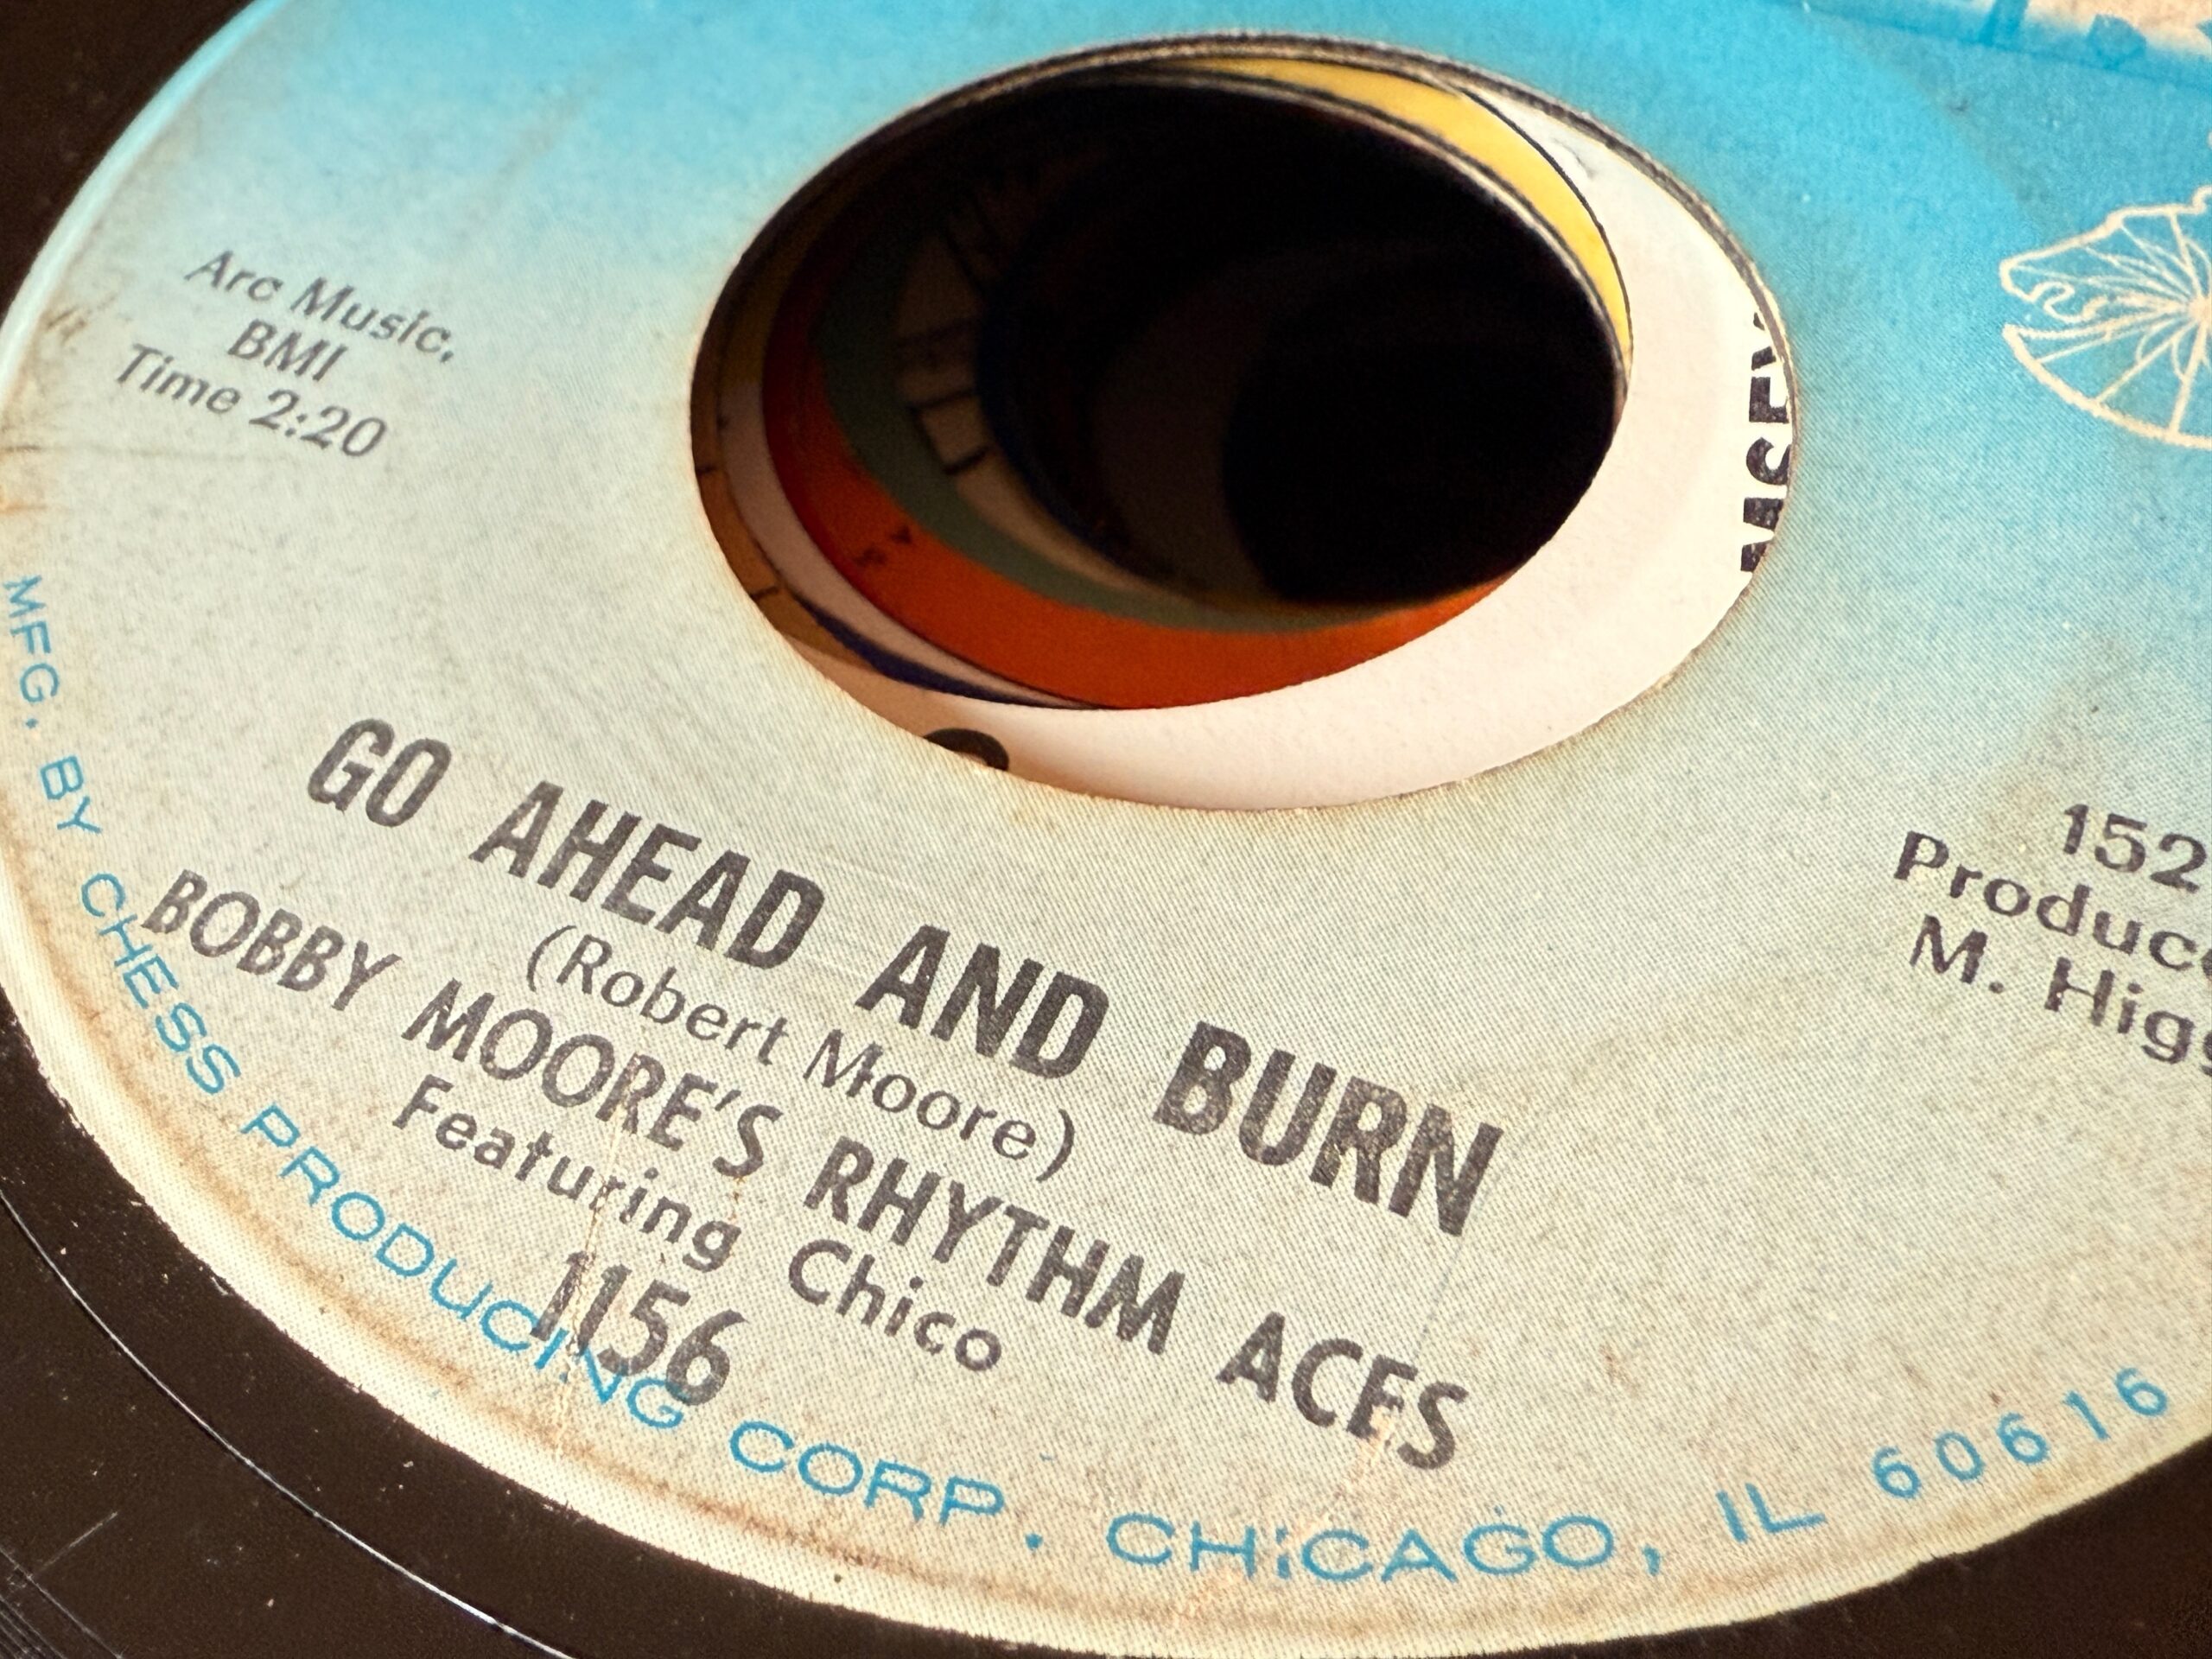 Arc Music,
BMI
Time 2:20
152
M. Hig
GO AHEAD AND BURN
(Robert Moore)
BOBBY MOORE'S RHYTHM ACES
Featuring Chico
1156
MFG. BY CHESS PRODUCING CORP. CHICAGO, IL 60616